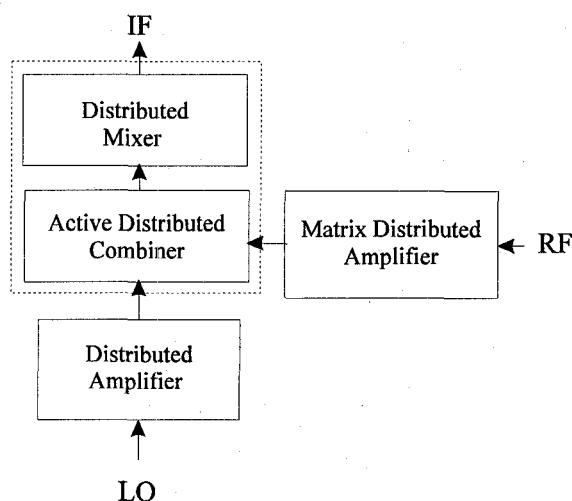 IF
Distributed
Mixer
Active Distributed
Combiner
Matrix Distributed
Amplifier
RF
Distributed
Amplifier
LO